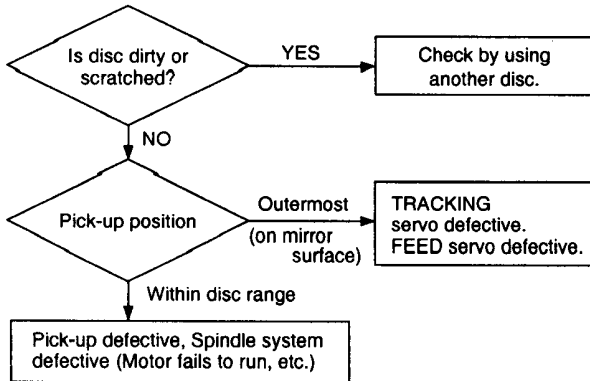 Is disc dirty or
scratched?
YES
Check by using
another disc.
NO
Pick-up position
Outermost
(on mirror
surface)
TRACKING
servo defective.
FEED servo defective.
Within disc range
Pick-up defective, Spindle system
defective (Motor fails to run, etc.)